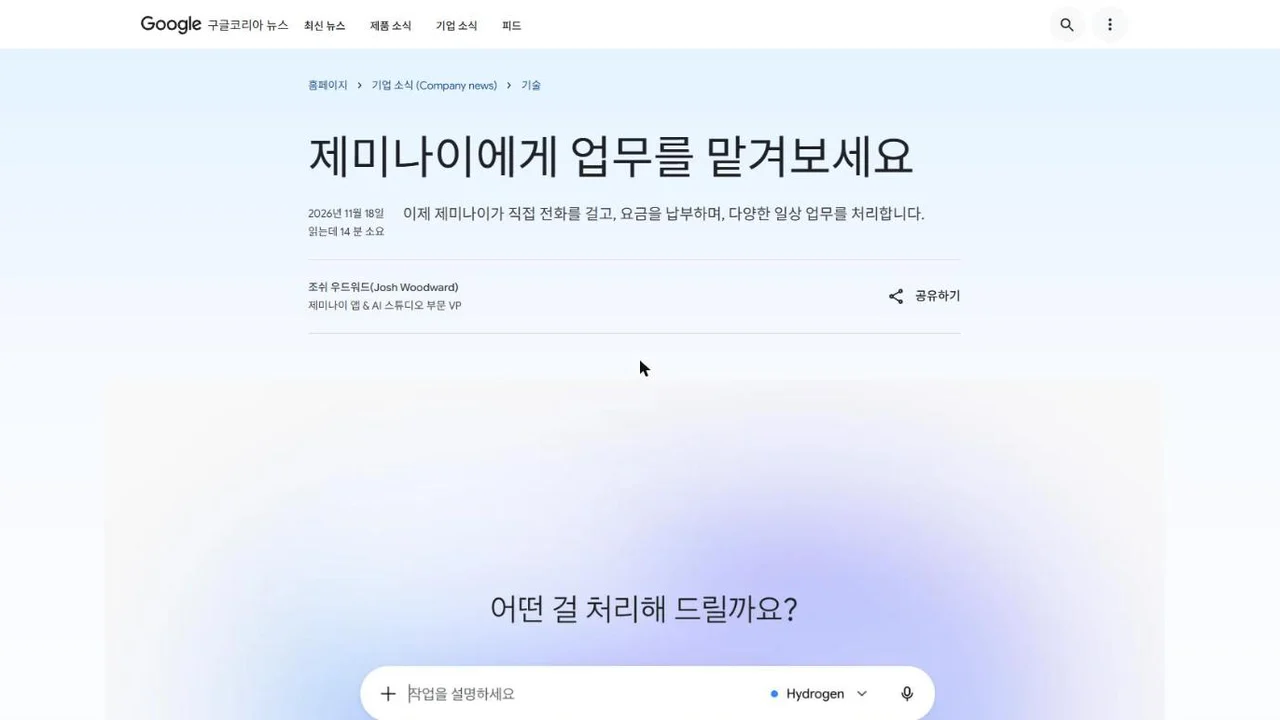 Google 구글코리아 뉴스 최신 뉴스 제품 소식 기업 소식 피드
홈페이지 › 기업 소식 (Company news) › 기술
제미나이에게 업무를 맡겨보세요
2026년 11월 18일
읽는데 14 분 소요
이제 제미나이가 직접 전화를 걸고, 요금을 납부하며, 다양한 일상 업무를 처리합니다.
조쉬 우드워드(Josh Woodward)
제미나이 앱 & AI 스튜디오 부문 VP
공유하기
어떤 걸 처리해 드릴까요?
작업을 설명하세요
Hydrogen